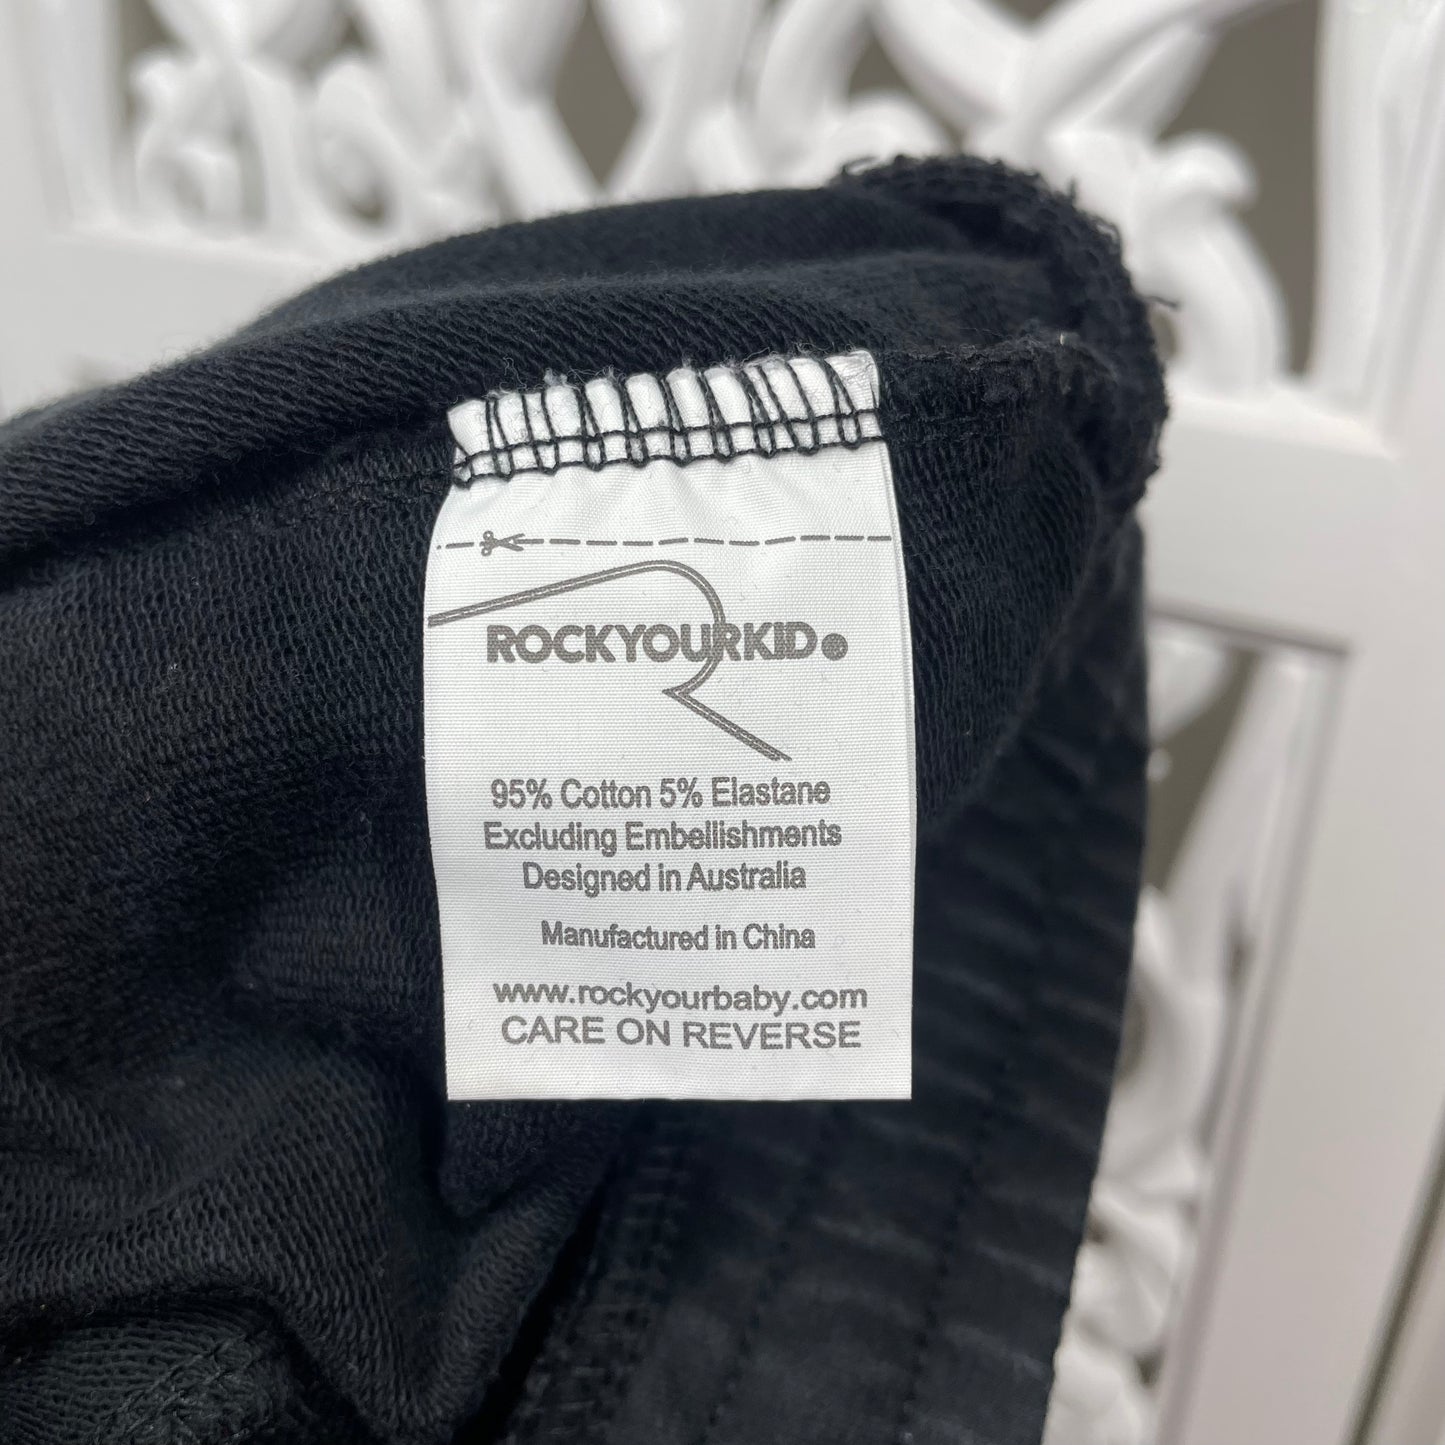 ROCKYOURKID
95% Cotton 5% Elastane
Excluding Embellishments
Designed in Australia
Manufactured in China
www.rockyourbaby.com
CARE ON REVERSE